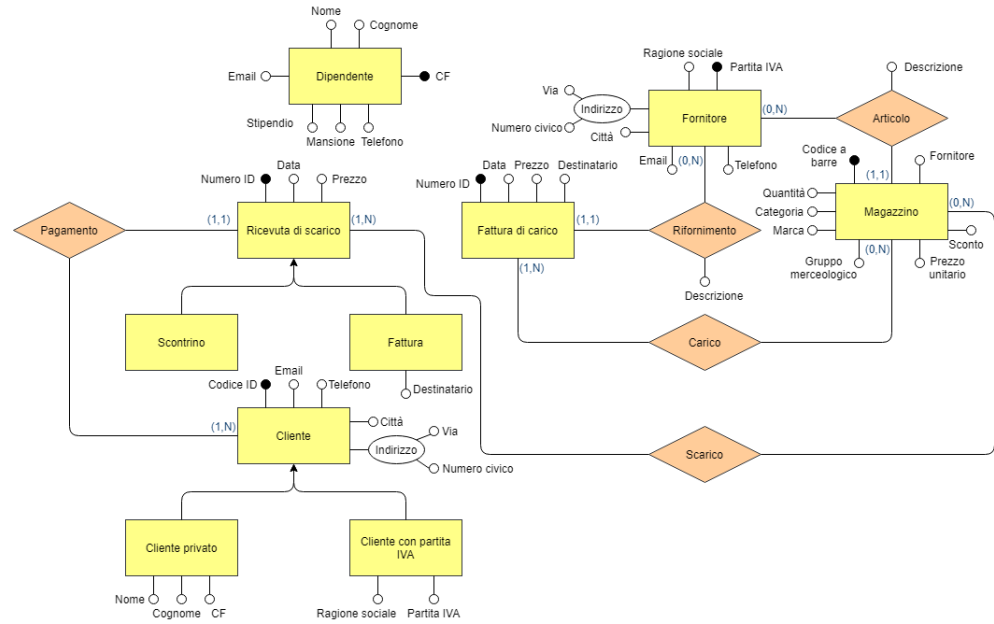 Nome
Cognome
Email
Dipendente
CF
Stipendio
Mansione
Telefono
Ragione sociale
Partita IVA
Descrizione
Via
Indirizzo
Numero civico
Città
Fornitore
(0,N)
Articolo
Email
(0,N)
Telefono
Codice a
barre
Fornitore
(1,1)
Quantità
Categoria
Marca
Magazzino
(0,N)
Sconto
(0,N)
Gruppo
merceologico
Prezzo
unitario
Numero ID
Data
Prezzo
Pagamento
(1,1)
Ricevuta di scarico
(1,N)
Numero ID
Data
Prezzo
Destinatario
Fattura di carico
(1,1)
(1,N)
Rifornimento
Descrizione
Scontrino
Fattura
Destinatario
Carico
Codice ID
Email
Telefono
(1,N)
Cliente
Città
Indirizzo
Via
Numero civico
Scarico
Cliente privato
Cliente con partita
IVA
Nome
Cognome
CF
Ragione sociale
Partita IVA